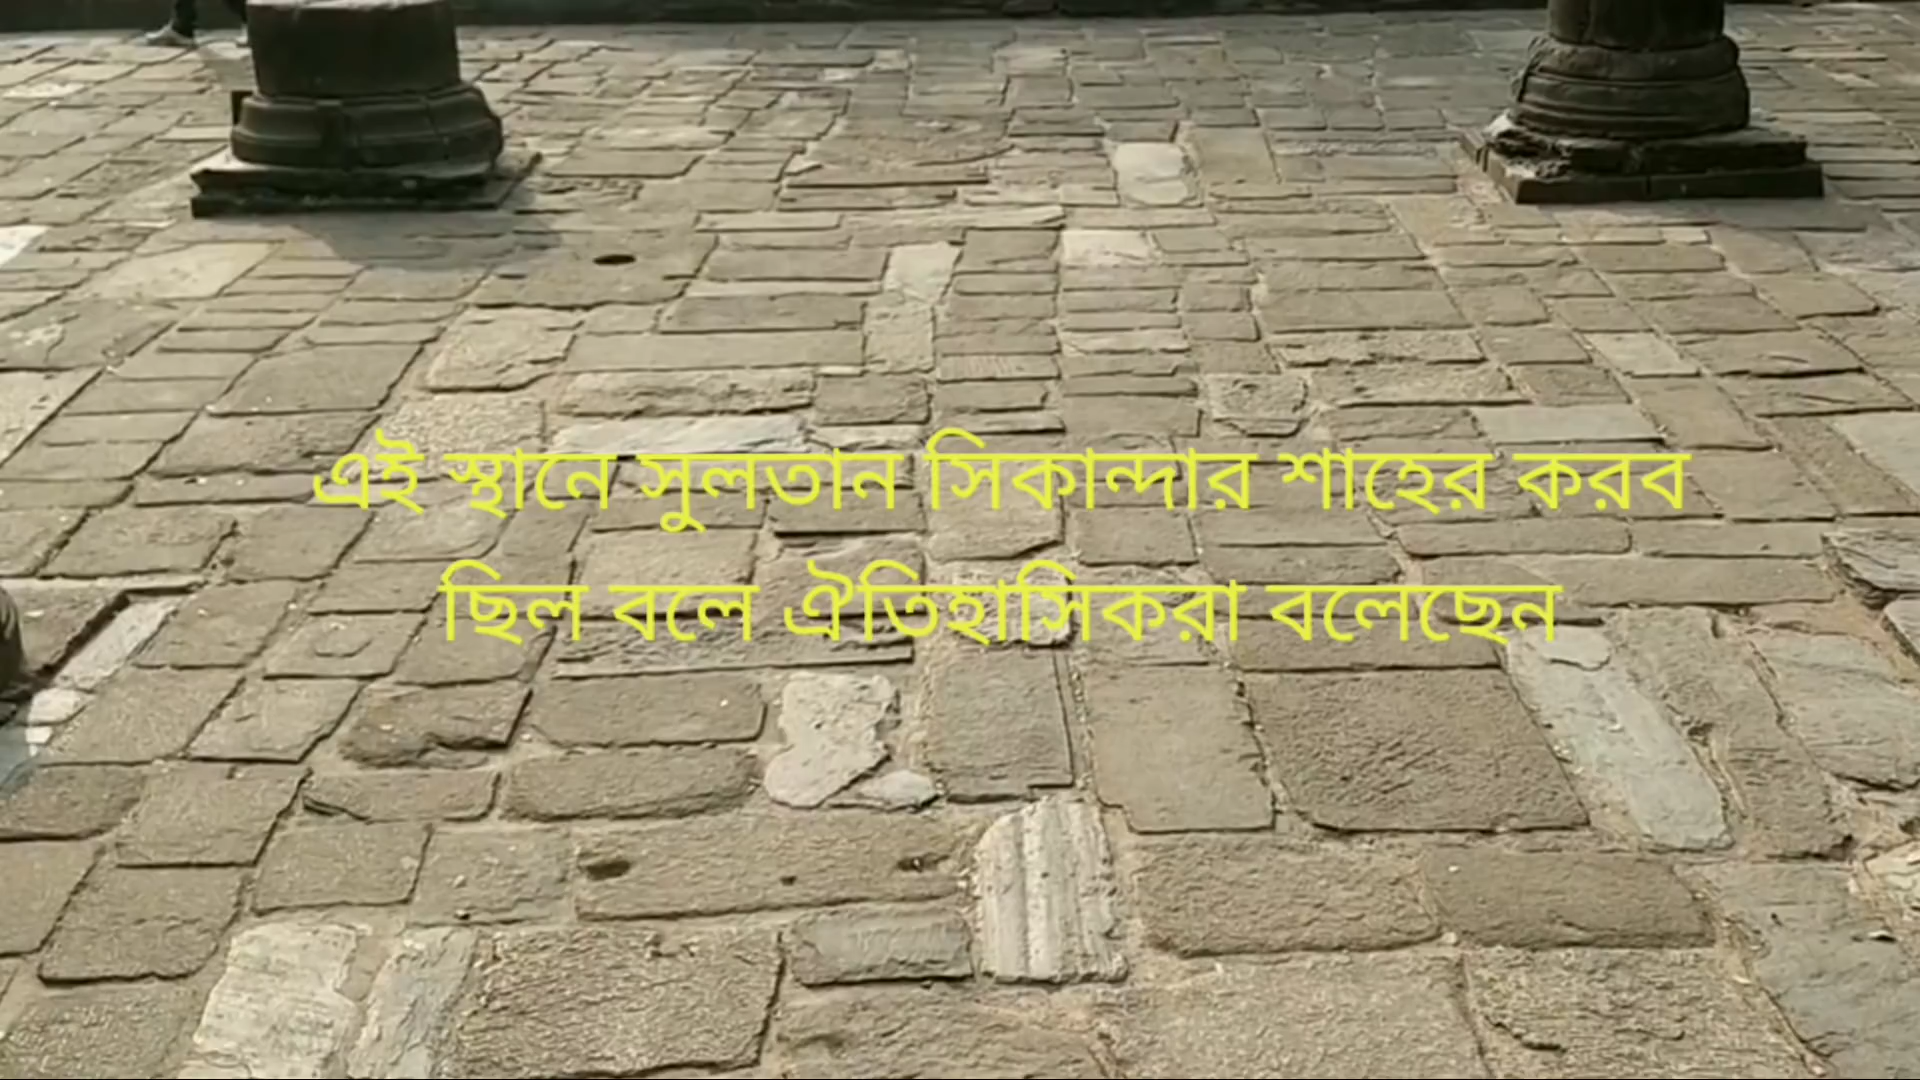 এই স্থানে সুলতান সিকান্দার শাহের করব
ছিল বলে ঐতিহাসিকরা বলেছেন